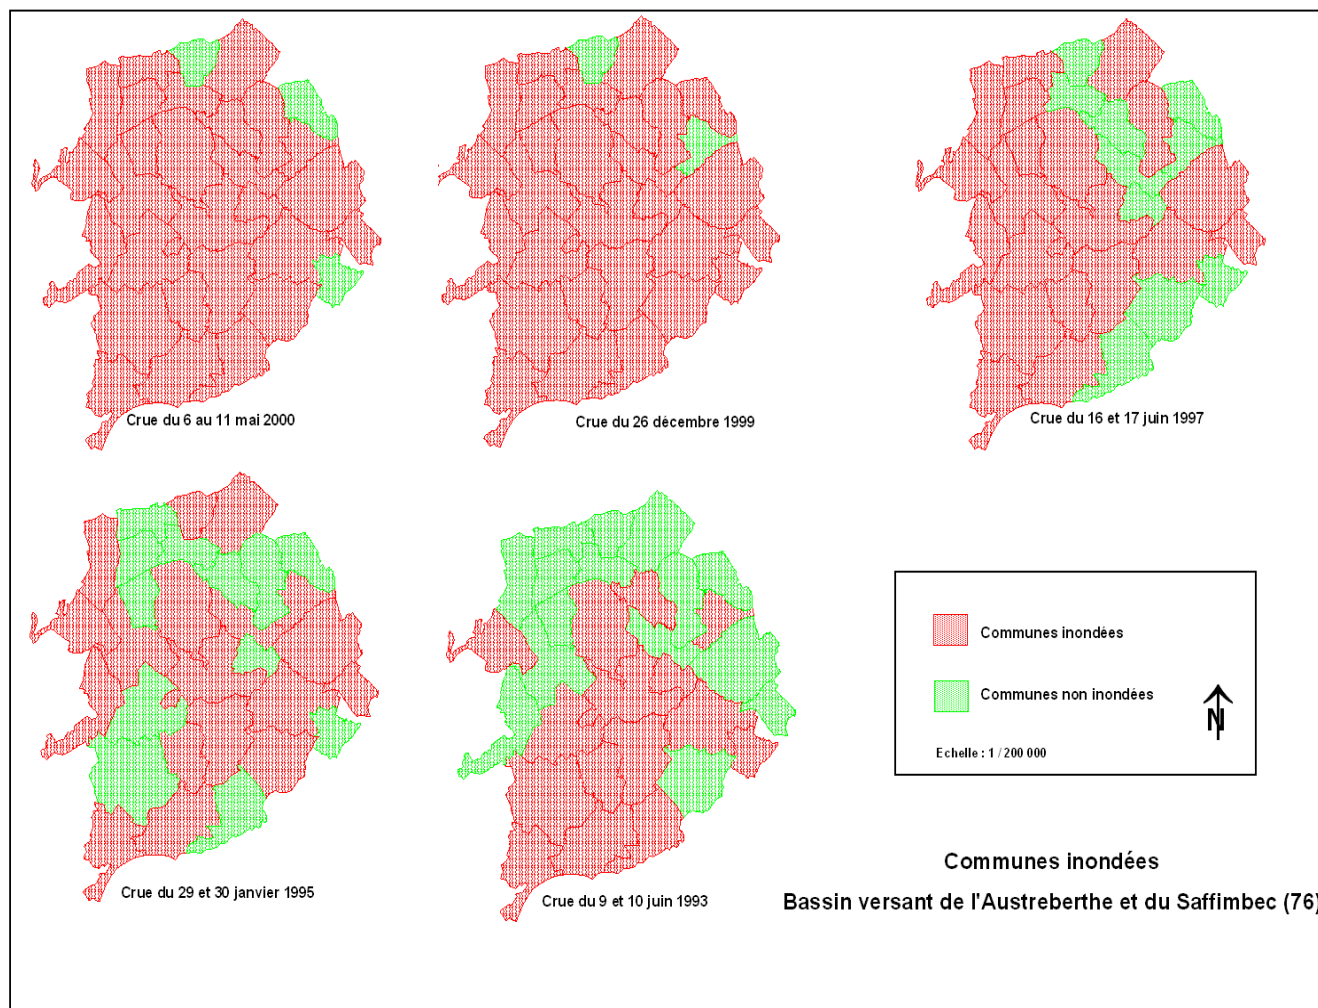 Crue du 6 au 11 mai 2000
Crue du 26 décembre 1999
Crue du 16 et 17 juin 1997
Crue du 29 et 30 janvier 1995
Crue du 9 et 10 juin 1993
Communes inondées
Communes non inondées
N
Echelle : 1 / 200 000
Communes inondées
Bassin versant de l'Austreberthe et du Saffimbec (76)